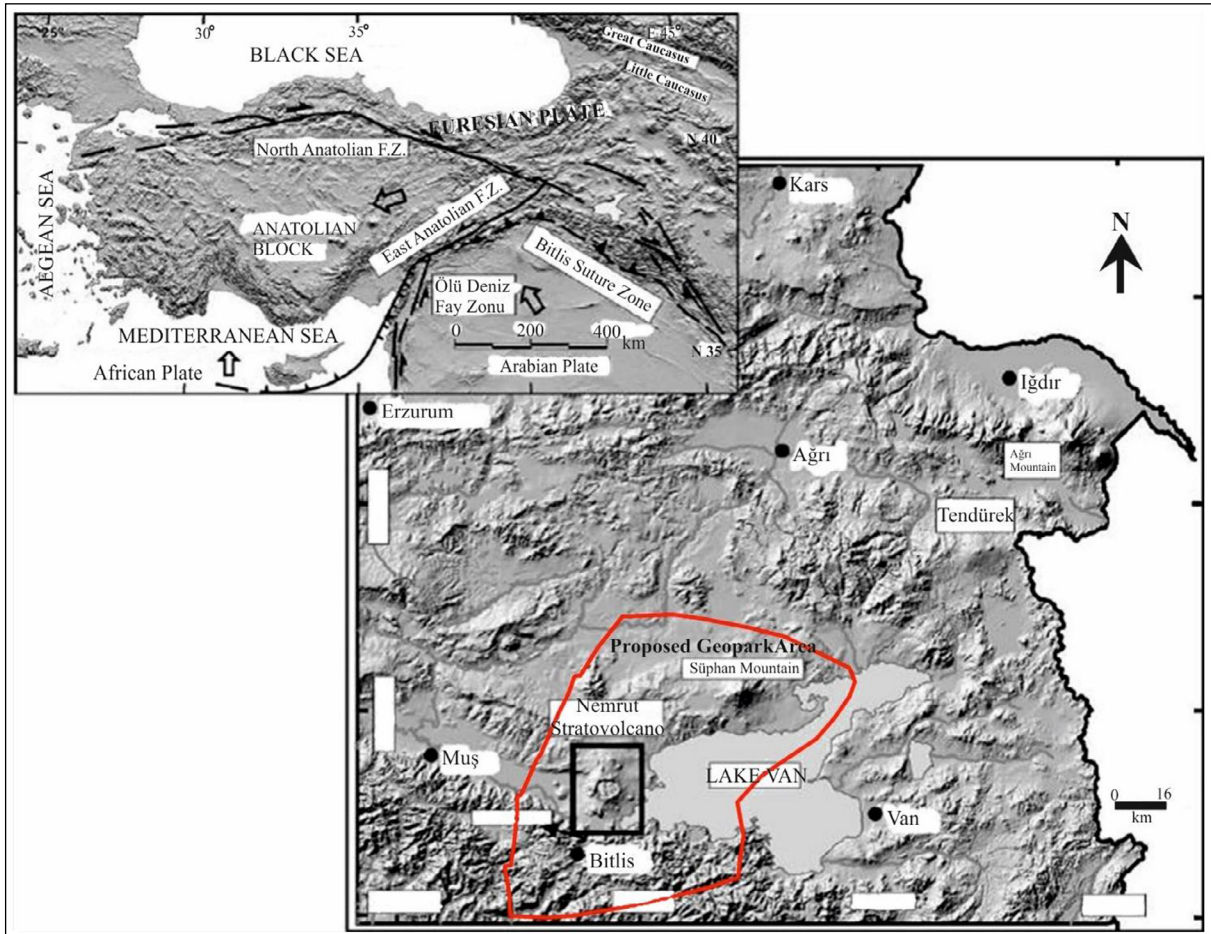 25°
30°
35°
E 45°
BLACK SEA
Great Caucasus
Little Caucasus
EURESIAN PLATE
N 40
North Anatolian F.Z.
East Anatolian F.Z.
AEGEAN SEA
ANATOLIAN
BLOCK
Bitlis Suture Zone
Ölü Deniz
Fay Zonu
0 200 400
km
MEDITERRANEAN SEA
N 35
African Plate
Arabian Plate
Kars
N
Iğdır
Erzurum
Ağrı
Ağrı
Mountain
Tendürek
Proposed GeoparkArea
Süphan Mountain
Nemrut
Stratovolcano
Muş
LAKE VAN
0 16
km
Van
Bitlis